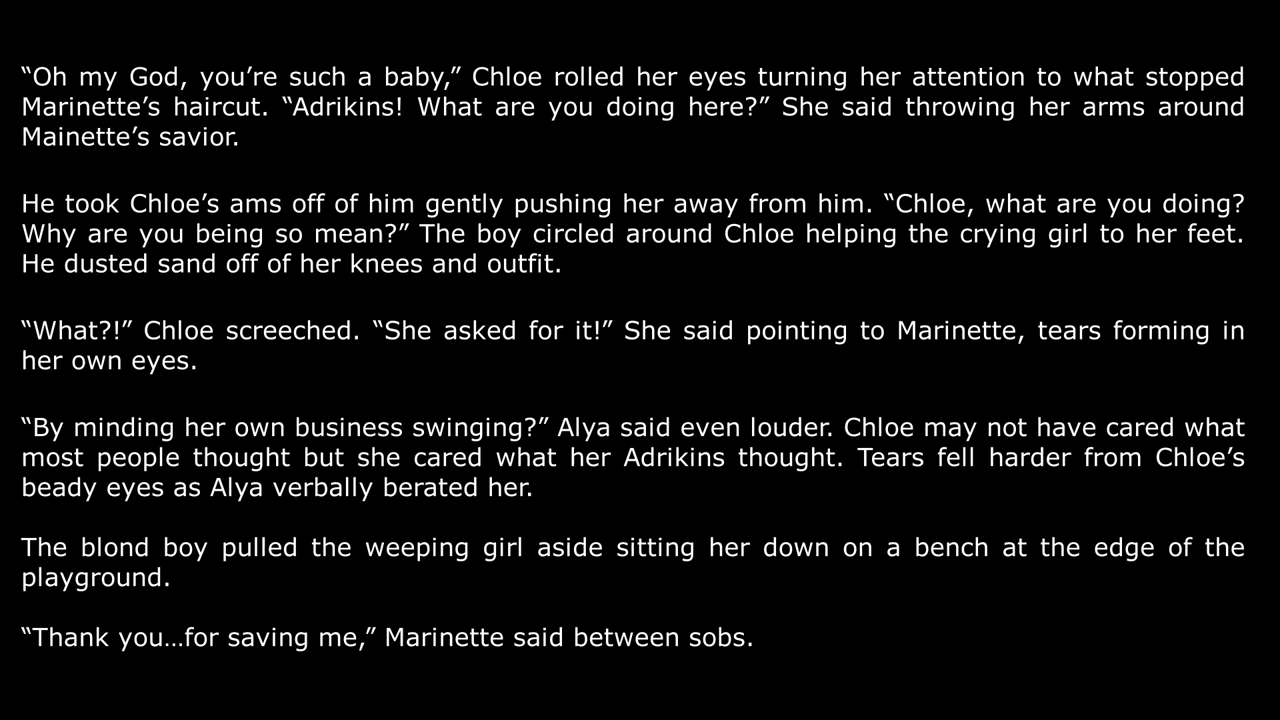 “Oh my God, you’re such a baby,” Chloe rolled her eyes turning her attention to what stopped
Marinette’s haircut. “Adrikins! What are you doing here?” She said throwing her arms around
Mainette’s savior.
He took Chloe’s ams off of him gently pushing her away from him. “Chloe, what are you doing?
Why are you being so mean?” The boy circled around Chloe helping the crying girl to her feet.
He dusted sand off of her knees and outfit.
“What?!” Chloe screeched. “She asked for it!” She said pointing to Marinette, tears forming in
her own eyes.
“By minding her own business swinging?” Alya said even louder. Chloe may not have cared what
most people thought but she cared what her Adrikins thought. Tears fell harder from Chloe’s
beady eyes as Alya verbally berated her.
The blond boy pulled the weeping girl aside sitting her down on a bench at the edge of the
playground.
“Thank you…for saving me,” Marinette said between sobs.